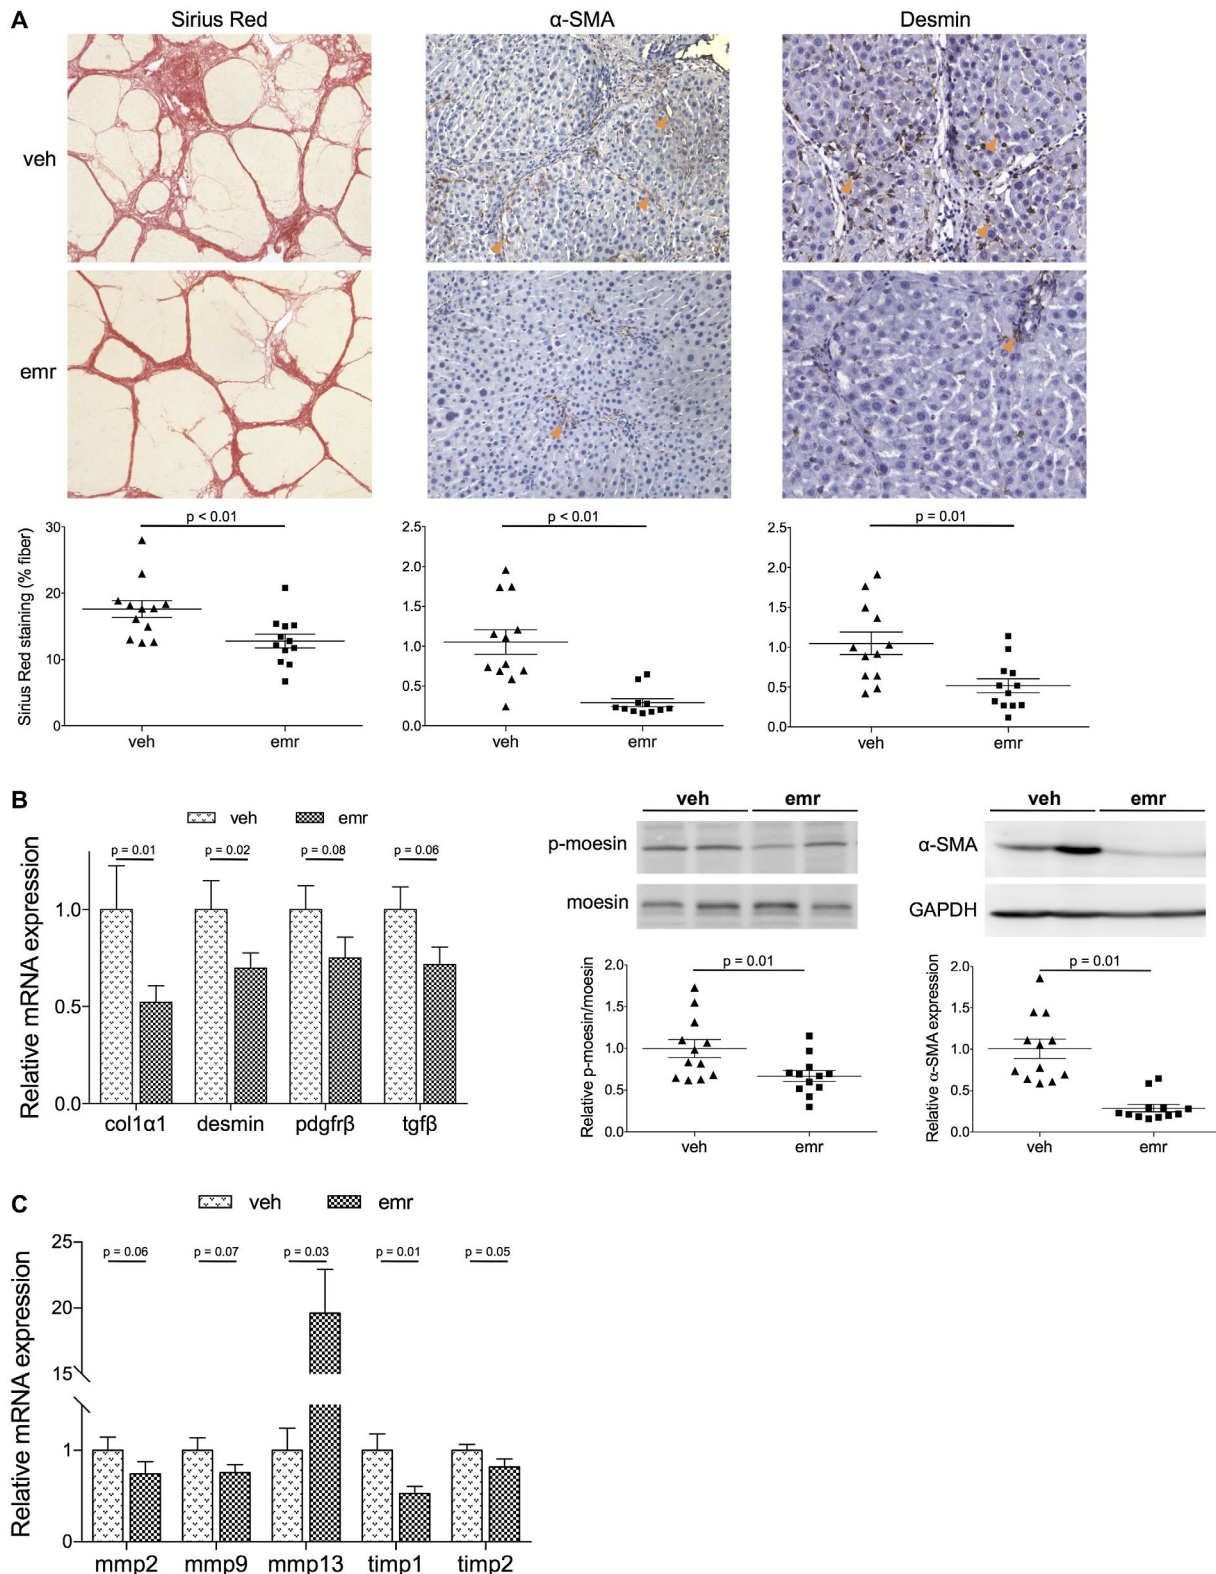 A
Sirius Red
α-SMA
Desmin
veh
emr
p < 0.01
p < 0.01
p = 0.01
Sirius Red staining (% fiber)
30
20
10
0
veh
emr
2.5
2.0
1.5
1.0
0.5
0.0
veh
emr
2.5
2.0
1.5
1.0
0.5
0.0
veh
emr
B
veh
emr
p = 0.01
p = 0.02
p = 0.08
p = 0.06
Relative mRNA expression
1.0
0.5
0.0
col1α1
desmin
pdgfrβ
tgfβ
veh
emr
p-moesin
moesin
p = 0.01
Relative p-moesin/moesin
2.0
1.5
1.0
0.5
0.0
veh
emr
veh
emr
α-SMA
GAPDH
p = 0.01
Relative α-SMA expression
2.0
1.5
1.0
0.5
0.0
veh
emr
C
veh
emr
p = 0.06
p = 0.07
p = 0.03
p = 0.01
p = 0.05
Relative mRNA expression
25
20
15
1
0
mmp2
mmp9
mmp13
timp1
timp2